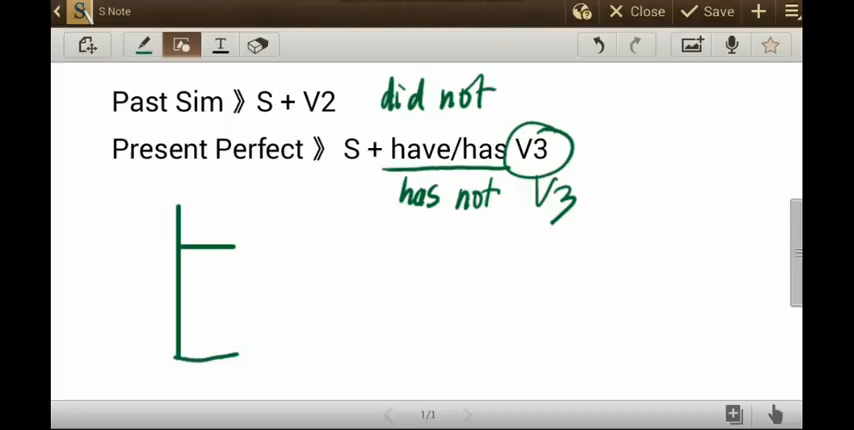 S Note
Close
Save
Past Sim 》 S + V2 did not
Present Perfect 》 S + have/has V3
has not V3
1/1